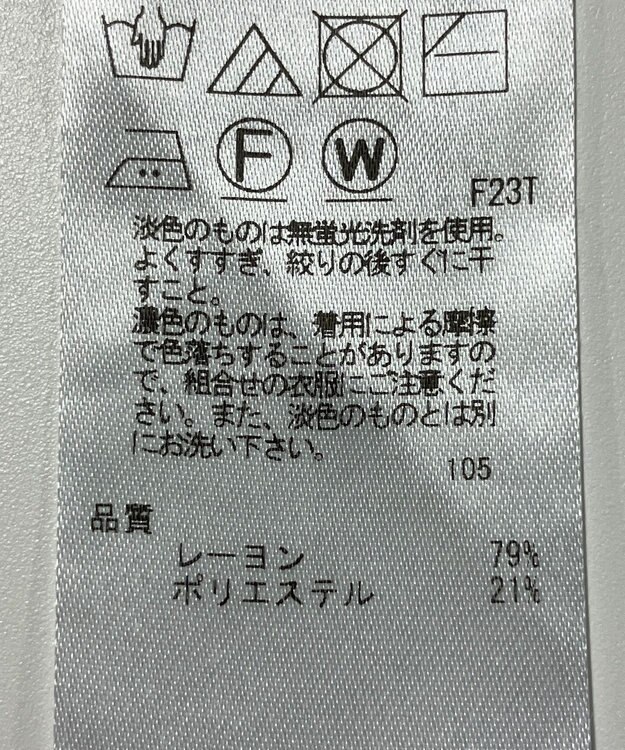 F W
F23T
淡色のものは無蛍光洗剤を使用。
よくすすぎ、絞りの後すぐに干
すこと。
濃色のものは、着用による摩擦
で色落ちすることがありますの
で、組合せの衣服にご注意くだ
さい。また、淡色のものとは別
にお洗い下さい。
105
品質
レーヨン 79%
ポリエステル 21%